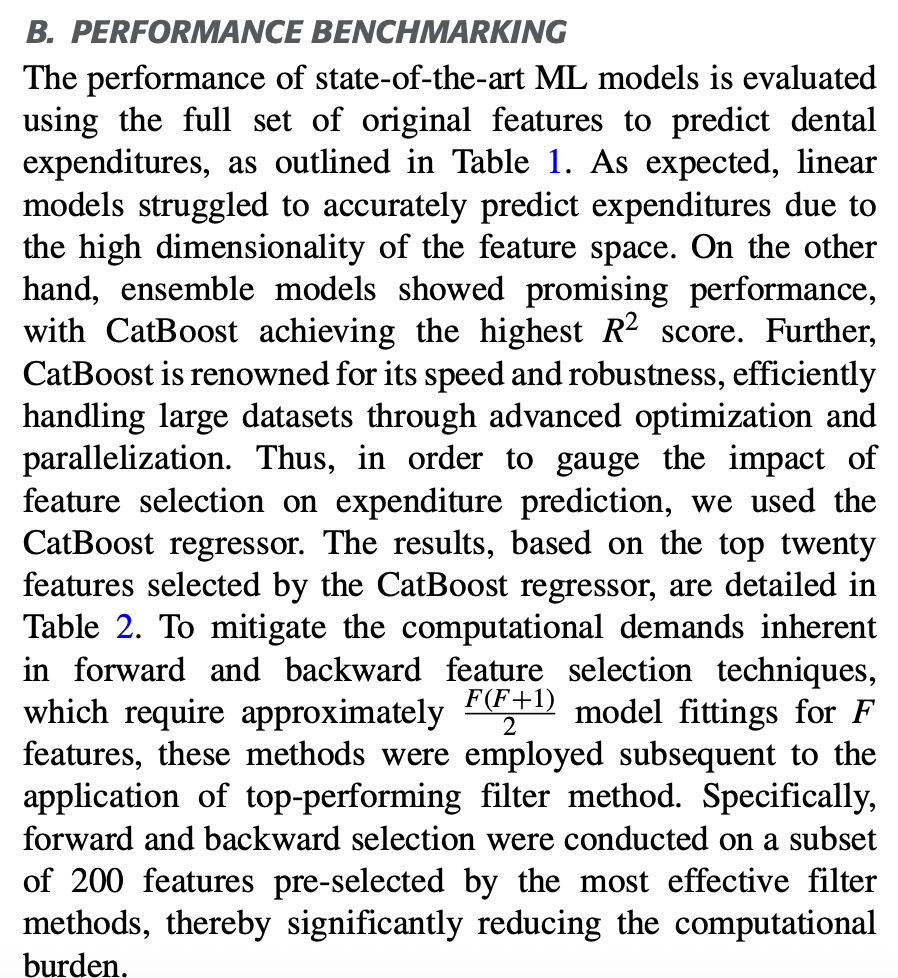 B. PERFORMANCE BENCHMARKING
The performance of state-of-the-art ML models is evaluated
using the full set of original features to predict dental
expenditures, as outlined in Table 1. As expected, linear
models struggled to accurately predict expenditures due to
the high dimensionality of the feature space. On the other
hand, ensemble models showed promising performance,
with CatBoost achieving the highest R² score. Further,
CatBoost is renowned for its speed and robustness, efficiently
handling large datasets through advanced optimization and
parallelization. Thus, in order to gauge the impact of
feature selection on expenditure prediction, we used the
CatBoost regressor. The results, based on the top twenty
features selected by the CatBoost regressor, are detailed in
Table 2. To mitigate the computational demands inherent
in forward and backward feature selection techniques,
which require approximately F(F+1)/2 model fittings for F
features, these methods were employed subsequent to the
application of top-performing filter method. Specifically,
forward and backward selection were conducted on a subset
of 200 features pre-selected by the most effective filter
methods, thereby significantly reducing the computational
burden.